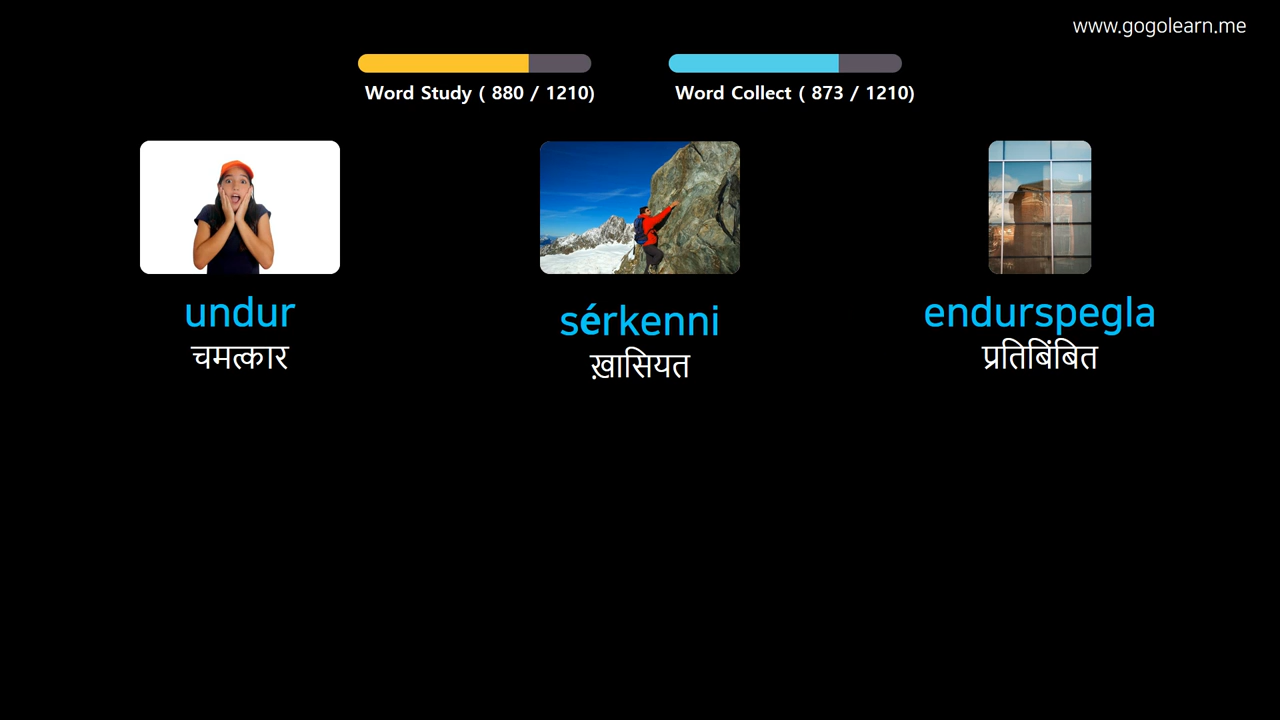 www.gogolearn.me
Word Study ( 880 / 1210)
Word Collect ( 873 / 1210)
undur
चमत्कार
sérkenni
ख़ासियत
endurspegla
प्रतिबिंबित